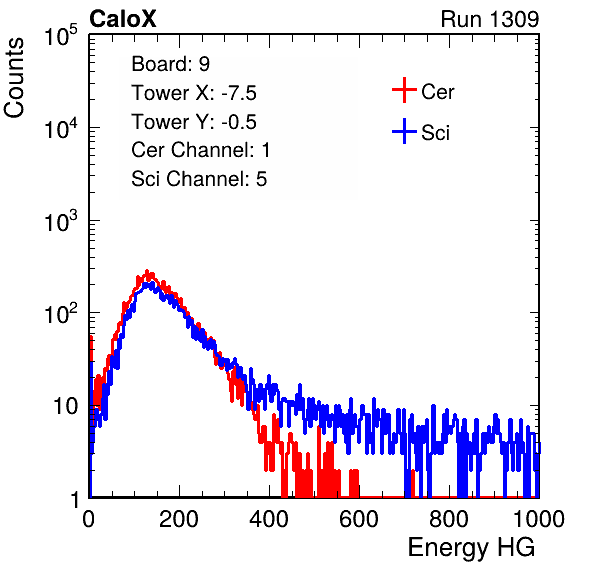 CaloX Run 1309
Counts
10^5
10^4
10^3
10^2
10
1
Board: 9
Tower X: -7.5
Tower Y: -0.5
Cer Channel: 1
Sci Channel: 5
Cer
Sci
0 200 400 600 800 1000
Energy HG